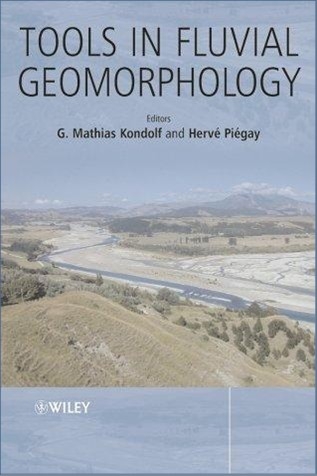 TOOLS IN FLUVIAL
GEOMORPHOLOGY
Editors
G. Mathias Kondolf and Hervé Piégay
WILEY